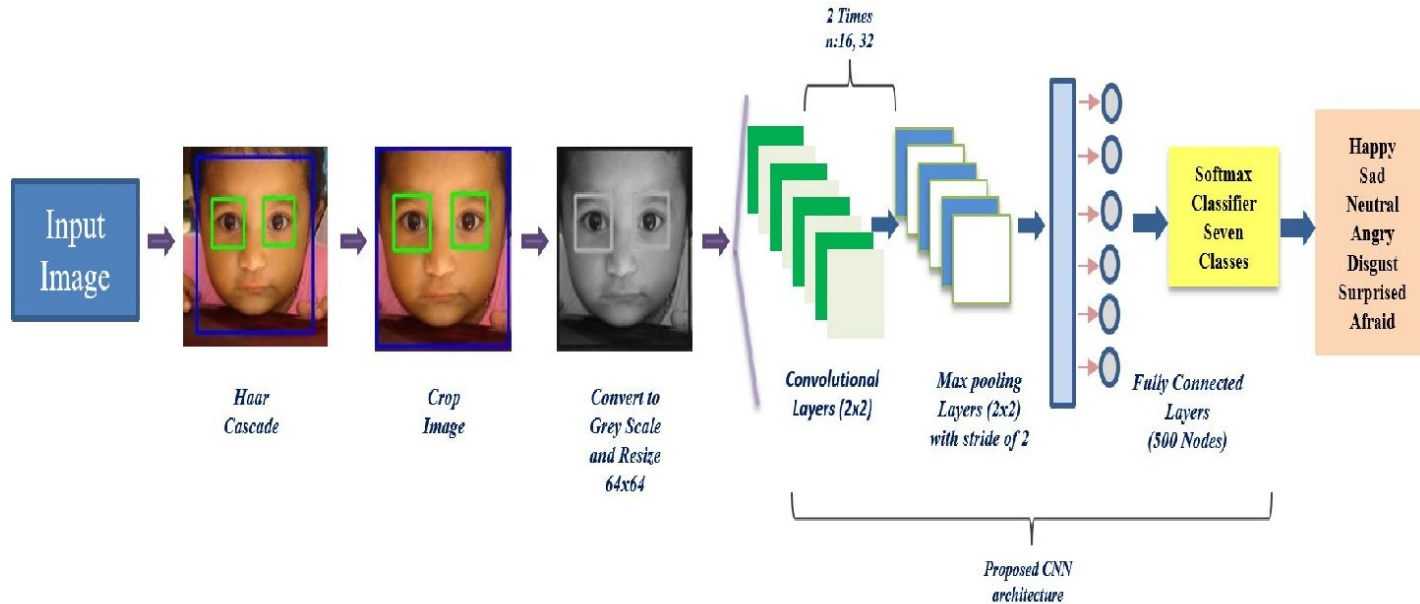 2 Times
n:16, 32
Input
Image
Haar
Cascade
Crop
Image
Convert to
Grey Scale
and Resize
64x64
Convolutional
Layers (2x2)
Max pooling
Layers (2x2)
with stride of 2
Fully Connected
Layers
(500 Nodes)
Softmax
Classifier
Seven
Classes
Happy
Sad
Neutral
Angry
Disgust
Surprised
Afraid
Proposed CNN
architecture